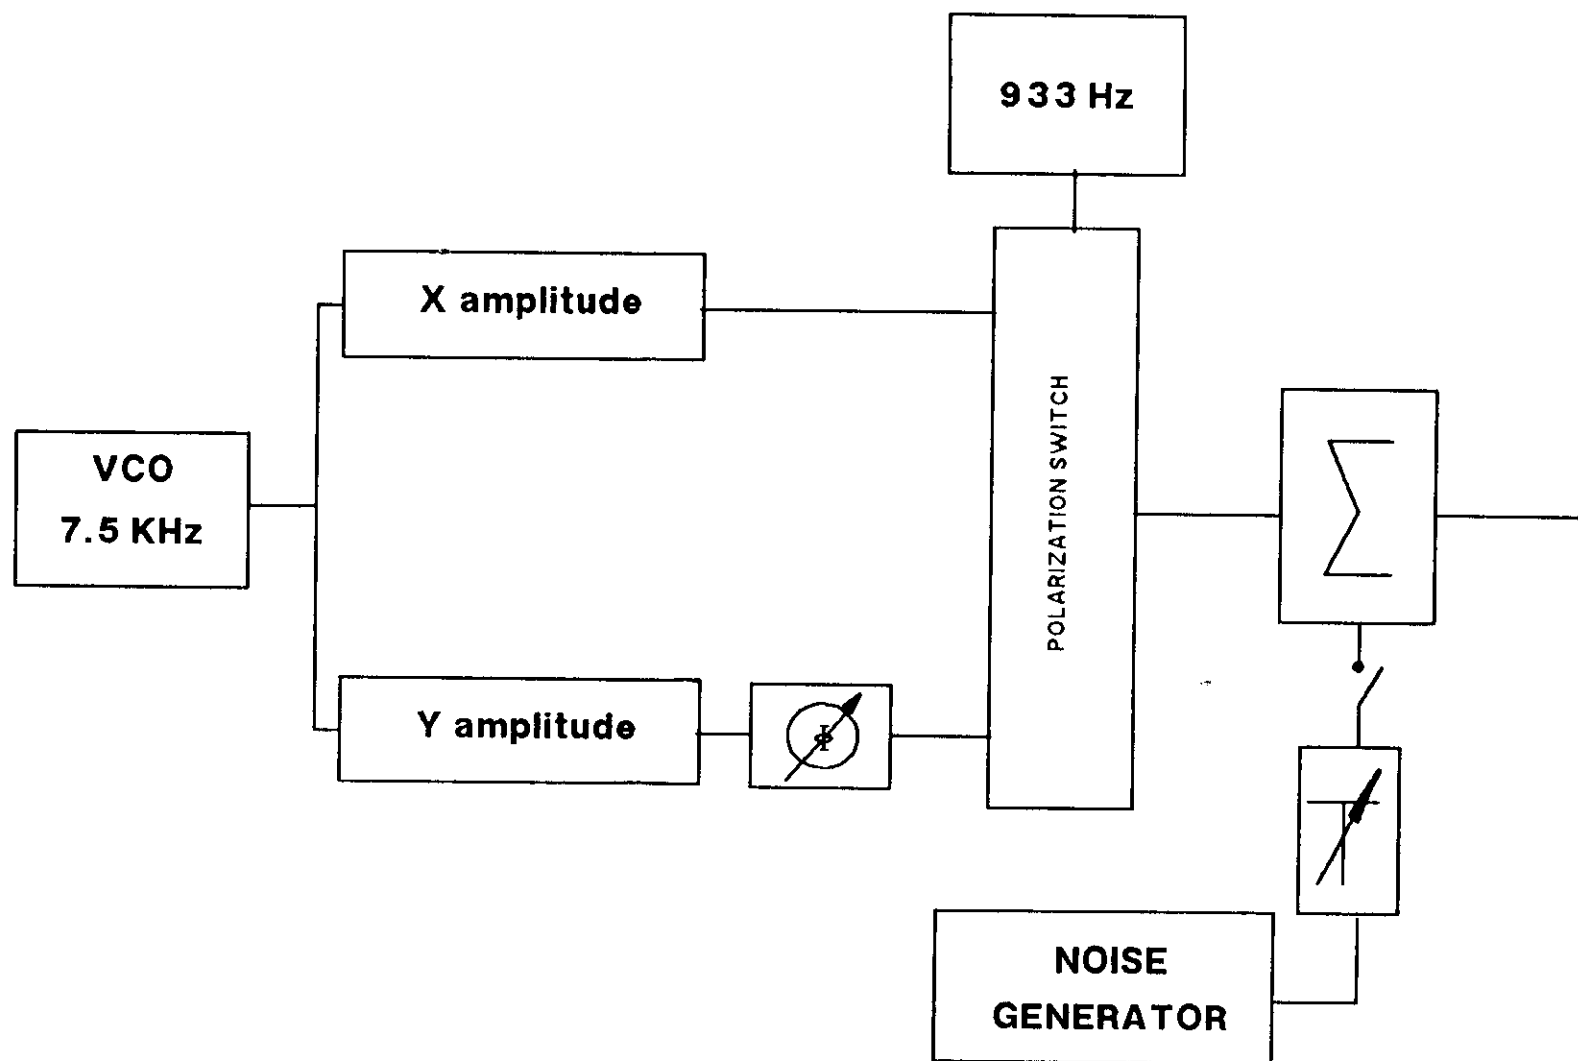 933 Hz
X amplitude
VCO
7.5 KHz
POLARIZATION SWITCH
Σ
Y amplitude
Φ
NOISE
GENERATOR